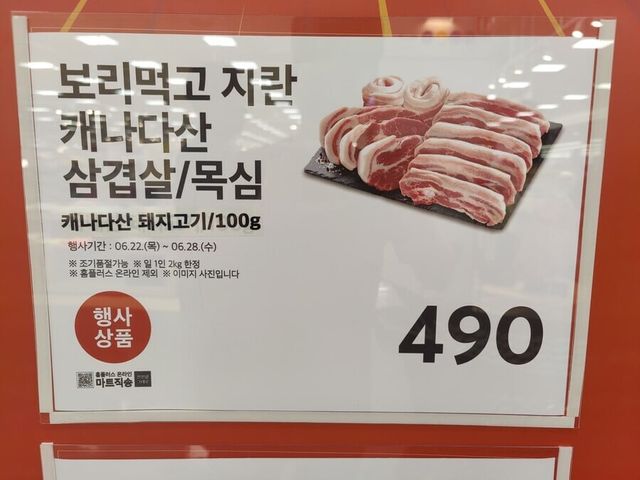 보리먹고 자란
캐나다산
삼겹살/목심
캐나다산 돼지고기/100g
행사기간 : 06.22.(목) ~ 06.28.(수)
※ 조기품절가능 ※ 일 1인 2kg 한정
※ 홈플러스 온라인 제외 ※ 이미지 사진입니다
행사
상품
490
홈플러스 온라인
마트직송